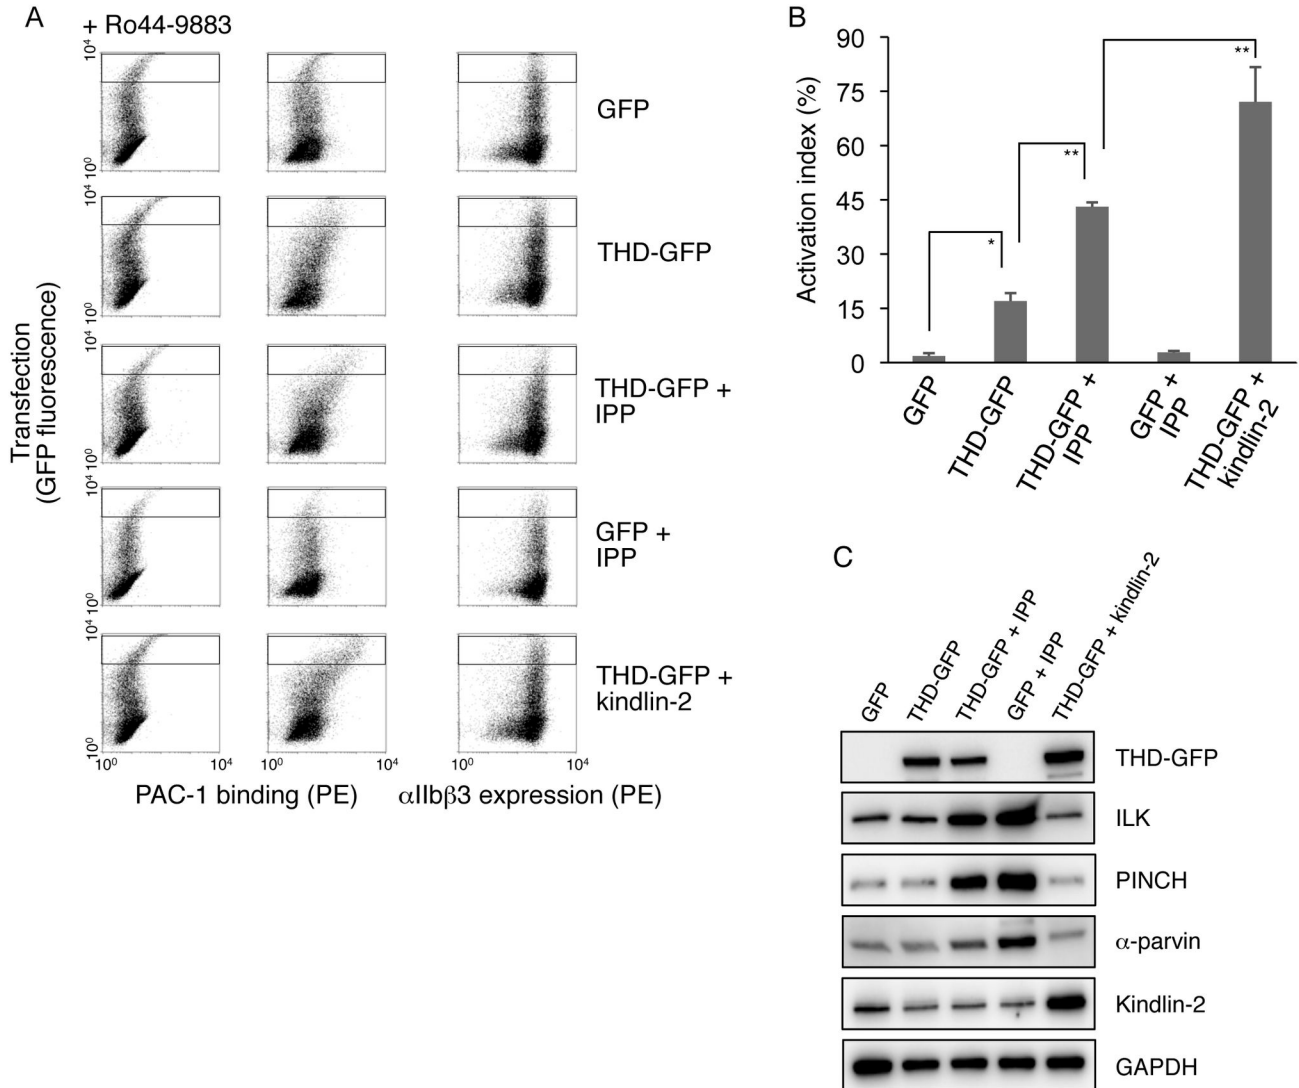 A
+ Ro44-9883
10⁴
10⁰
GFP
10⁴
10⁰
THD-GFP
10⁴
10⁰
THD-GFP +
IPP
10⁴
10⁰
GFP +
IPP
10⁴
10⁰
THD-GFP +
kindlin-2
Transfection
(GFP fluorescence)
10⁰ 10⁴ 10⁰ 10⁴ 10⁰ 10⁴
PAC-1 binding (PE)
αIIbβ3 expression (PE)
B
Activation index (%)
90
75
60
45
30
15
0
*
**
**
GFP
THD-GFP
THD-GFP +
IPP
GFP +
IPP
THD-GFP +
kindlin-2
C
GFP
THD-GFP
THD-GFP + IPP
GFP + IPP
THD-GFP + kindlin-2
THD-GFP
ILK
PINCH
α-parvin
Kindlin-2
GAPDH